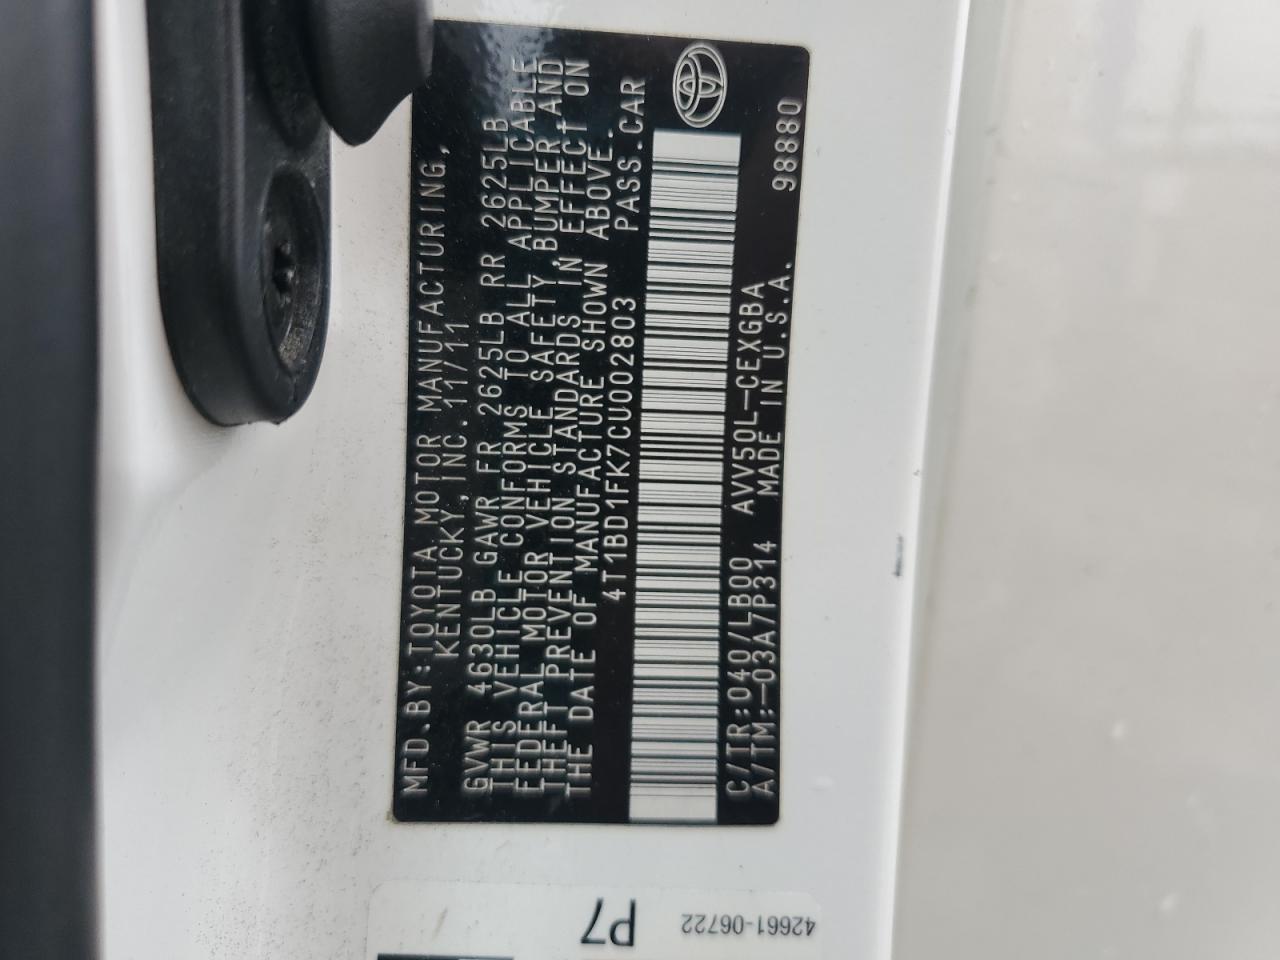 MFD.BY:TOYOTA MOTOR MANUFACTURING,
KENTUCKY,INC.11/11
GVWR 4630LB GAWR FR 2625LB RR 2625LB
THIS VEHICLE CONFORMS TO ALL APPLICABLE
FEDERAL MOTOR VEHICLE SAFETY,BUMPER AND
THEFT PREVENTION STANDARDS IN EFFECT ON
THE DATE OF MANUFACTURE SHOWN ABOVE.
4T1BD1FK7CU002803 PASS.CAR
C/TR:040/LB00 AVV50L-CEXGBA
A/TM:-03A7P314 MADE IN U.S.A. 98880
P7
42661-06722